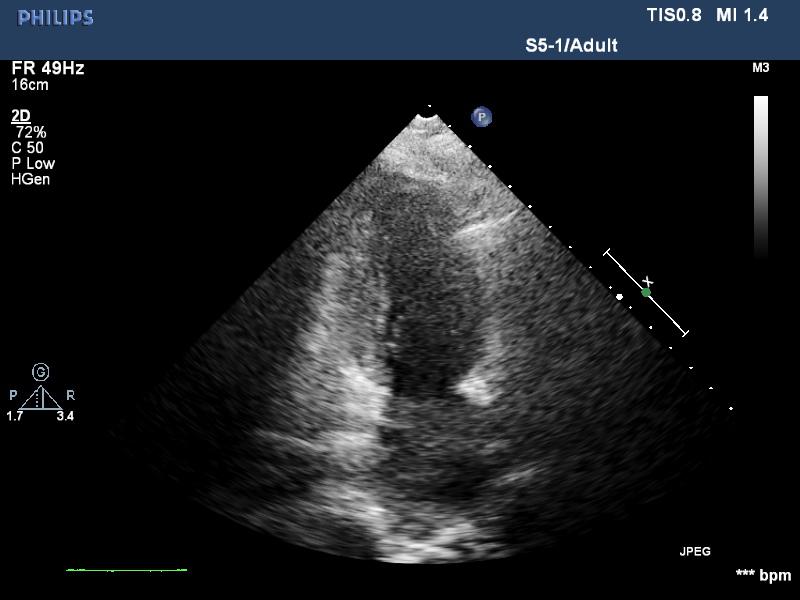 PHILIPS
TIS0.8 MI 1.4
S5-1/Adult
FR 49Hz
16cm
M3
2D
72%
C 50
P Low
HGen
P
X
G
P R
1.7 3.4
JPEG
*** bpm